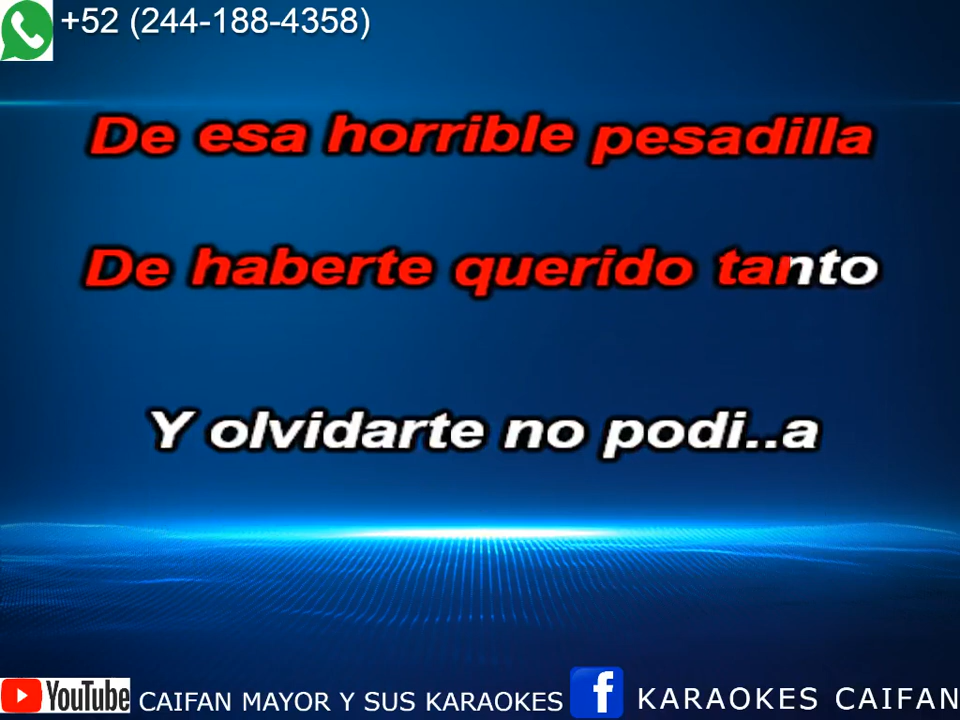 +52 (244-188-4358)
De esa horrible pesadilla
De haberte querido tanto
Y olvidarte no podi..a
YouTube CAIFAN MAYOR Y SUS KARAOKES f KARAOKES CAIFAN